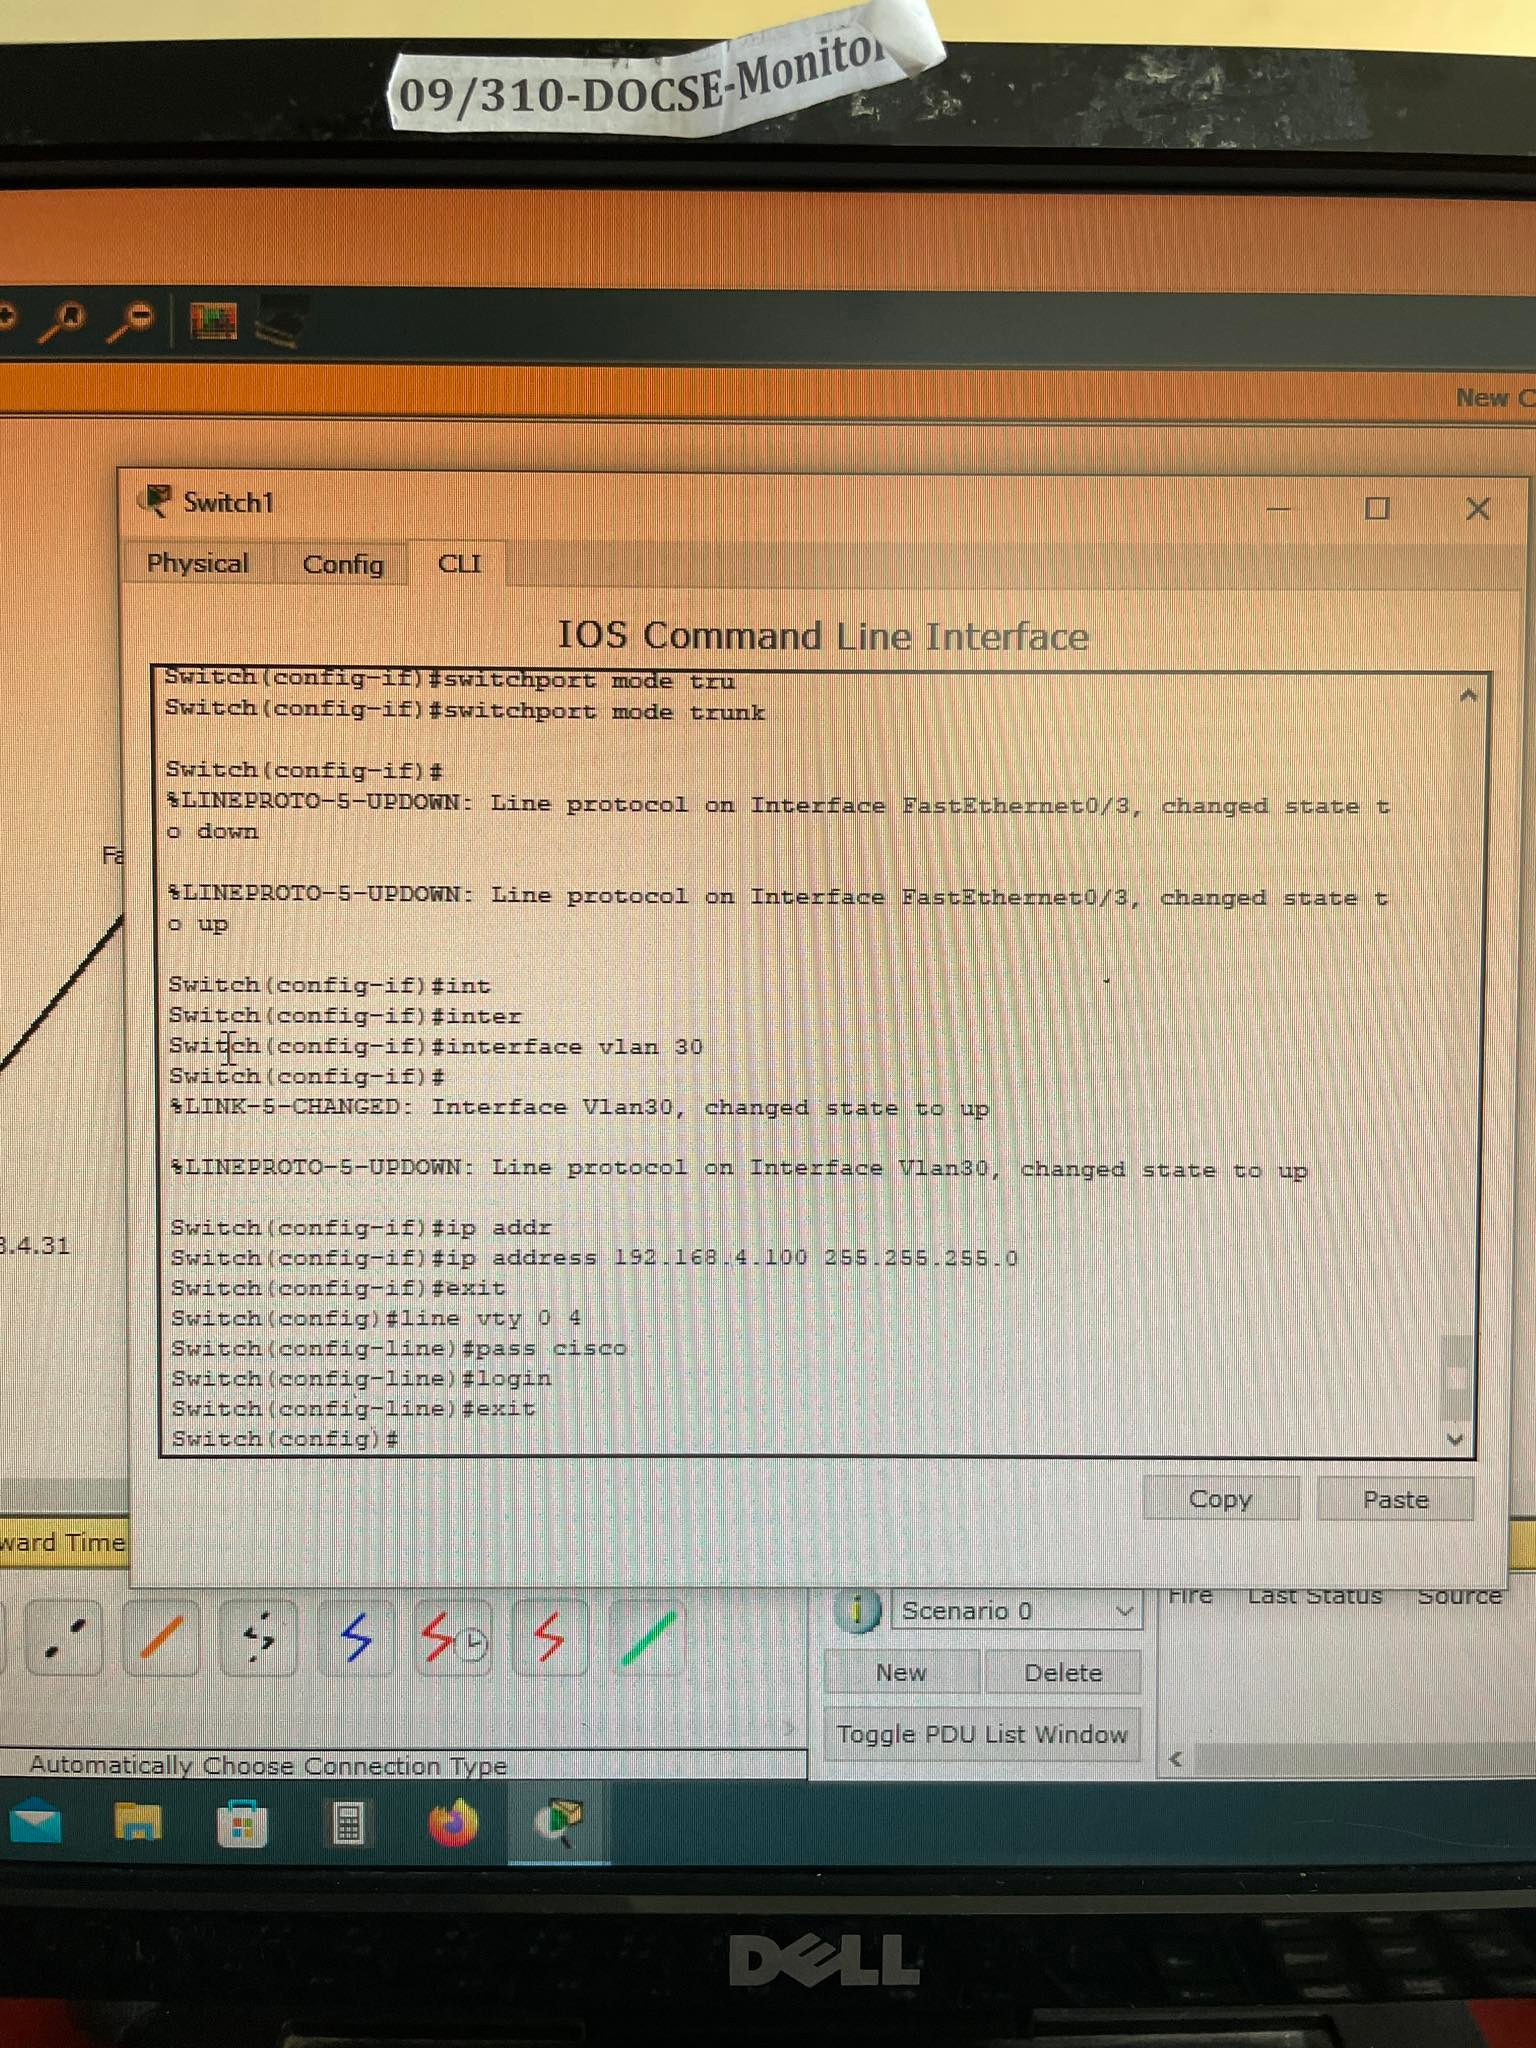 09/310-DOCSE-Monitor
New C
Switch1
Physical
Config
CLI
IOS Command Line Interface
Switch(config-if)#switchport mode tru
Switch(config-if)#switchport mode trunk
Switch(config-if)#
%LINEPROTO-5-UPDOWN: Line protocol on Interface FastEthernet0/3, changed state t
o down
%LINEPROTO-5-UPDOWN: Line protocol on Interface FastEthernet0/3, changed state t
o up
Switch(config-if)#int
Switch(config-if)#inter
Switch(config-if)#interface vlan 30
Switch(config-if)#
%LINK-5-CHANGED: Interface Vlan30, changed state to up
%LINEPROTO-5-UPDOWN: Line protocol on Interface Vlan30, changed state to up
Switch(config-if)#ip addr
Switch(config-if)#ip address 192.168.4.100 255.255.255.0
Switch(config-if)#exit
Switch(config)#line vty 0 4
Switch(config-line)#pass cisco
Switch(config-line)#login
Switch(config-line)#exit
Switch(config)#
Fa
8.4.31
Copy
Paste
ward Time
Scenario 0
Fire
Last Status
Source
New
Delete
Toggle PDU List Window
Automatically Choose Connection Type
DELL